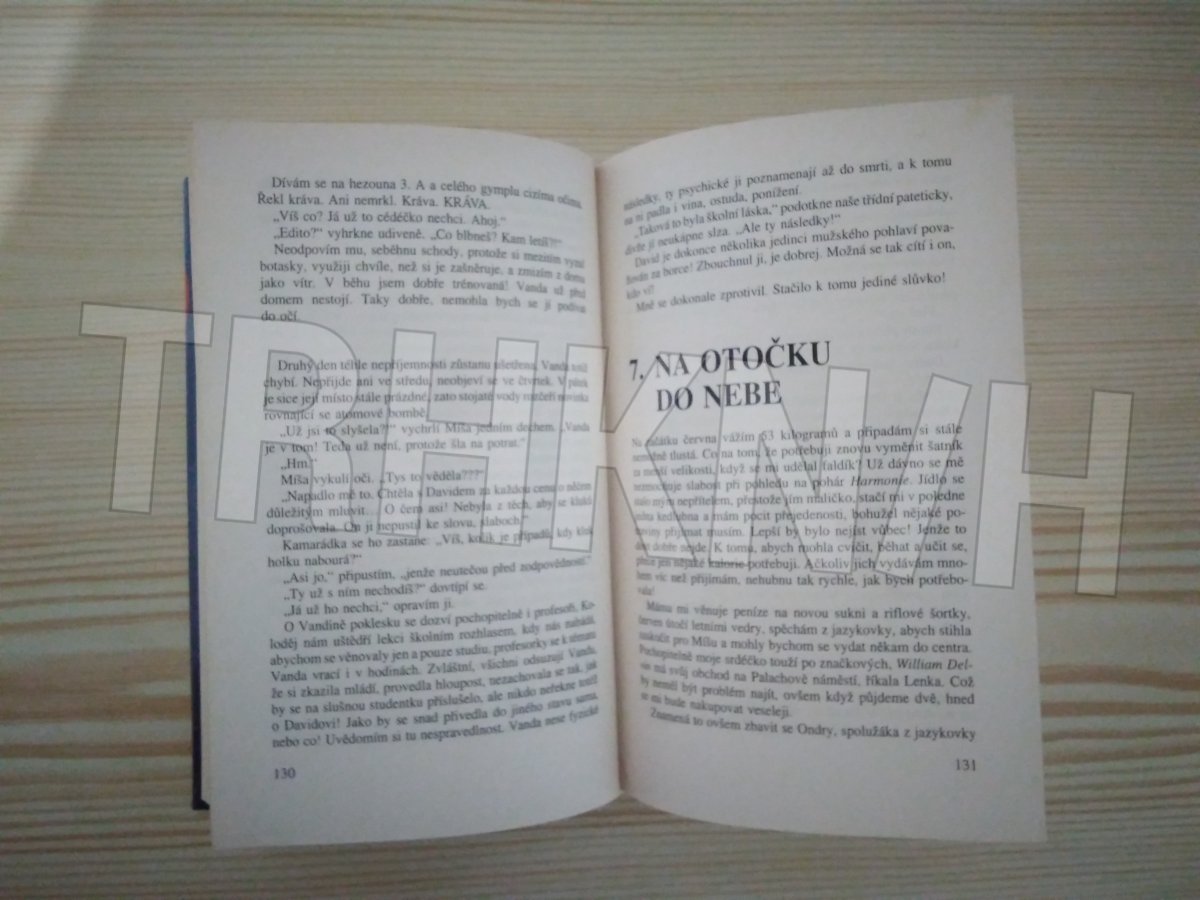 Dívám se na hezouna 3. A a celého gymplu cizíma očima.
Řekl kráva. Ani nemrkl. Kráva. KRÁVA.
„Víš co? Já už to cédéčko nechci. Ahoj.“
„Edito?“ vyhrkne udiveně. „Co blbneš? Kam letíš?!“
Neodpovím mu, seběhnu schody, protože si mezitím vyzul
botasky, využiji chvíle, než si je zašněruje, a zmizím z domu
jako vítr. V běhu jsem dobře trénovaná! Vanda už před
domem nestojí. Taky dobře, nemohla bych se jí podívat
do očí.
Druhý den téhle nepříjemnosti zůstanu ušetřena, Vanda totiž
chybí. Nepřijde ani ve středu, neobjeví se ve čtvrtek. V pátek
je sice její místo stále prázdné, zato stojaté vody rozčeří novinka
rovnající se atomové bombě.
„Už jsi to slyšela?!“ vychrlí Míša jedním dechem. „Vanda
je v tom! Teda už není, protože šla na potrat.“
„Hm.“
Míša vykulí oči. „Tys to věděla???“
„Napadlo mě to. Chtěla s Davidem za každou cenu o něčem
důležitým mluvit… O čem asi! Nebyla z těch, aby se kluků
doprošovala. On ji nepustil ke slovu, slaboch.“
Kamarádka se ho zastane: „Víš, kolik je případů, kdy kluk
holku nabourá?“
„Asi jo,“ připustím, „jenže neutečou před zodpovědností.“
„Ty už s ním nechodíš?“ dovtípí se.
„Já už ho nechci,“ opravím ji.
O Vandině poklesku se dozví pochopitelně i profesoři, Ko-
loděj nám uštědří lekci školním rozhlasem, kdy nás nabádá,
abychom se věnovaly jen a pouze studiu, profesorky se k tématu
Vanda vrací i v hodinách. Zvláštní, všichni odsuzují Vandu,
že si zkazila mládí, provedla hloupost, nezachovala se tak, jak
by se na slušnou studentku příslušelo, ale nikdo neřekne totéž
o Davidovi! Jako by se snad přivedla do jiného stavu sama,
nebo co! Uvědomím si tu nespravedlnost. Vanda nese fyzické
130
následky, ty psychické ji poznamenají až do smrti, a k tomu
na ni padla i vina, ostuda, ponížení.
„Taková to byla školní láska,“ podotkne naše třídní pateticky,
divže jí neukápne slza. „Ale ty následky!“
David je dokonce několika jedinci mužského pohlaví pova-
žován za borce! Zbouchnul ji, je dobrej. Možná se tak cítí i on,
kdo ví!
Mně se dokonale zprotivil. Stačilo k tomu jediné slůvko!
7. NA OTOČKU
DO NEBE
Na začátku června vážím 53 kilogramů a připadám si stále
nesmírně tlustá. Co na tom, že potřebuji znovu vyměnit šatník
za menší velikosti, když se mi udělal faldík? Už dávno se mě
nezmocňuje slabost při pohledu na pohár Harmonie. Jídlo se
stalo mým nepřítelem, přestože jím maličko, stačí mi v poledne
půlka kedlubna a mám pocit přejedenosti, bohužel nějaké po-
traviny přijímat musím. Lepší by bylo nejíst vůbec! Jenže to
dost dobře nejde. K tomu, abych mohla cvičit, běhat a učit se,
přece jen nějaké kalorie potřebuji. Ačkoliv jich vydávám mno-
hem víc než přijímám, nehubnu tak rychle, jak bych potřebo-
vala!
Máma mi věnuje peníze na novou sukni a riflové šortky,
červen útočí letními vedry, spěchám z jazykovky, abych stihla
zaskočit pro Míšu a mohly bychom se vydat někam do centra.
Pochopitelně moje srdéčko touží po značkových, William Del-
vin má svůj obchod na Palachově náměstí, říkala Lenka. Což
by neměl být problém najít, ovšem když půjdeme dvě, hned
se mi bude nakupovat veseleji.
Znamená to ovšem zbavit se Ondry, spolužáka z jazykovky
131
TRHKNIH